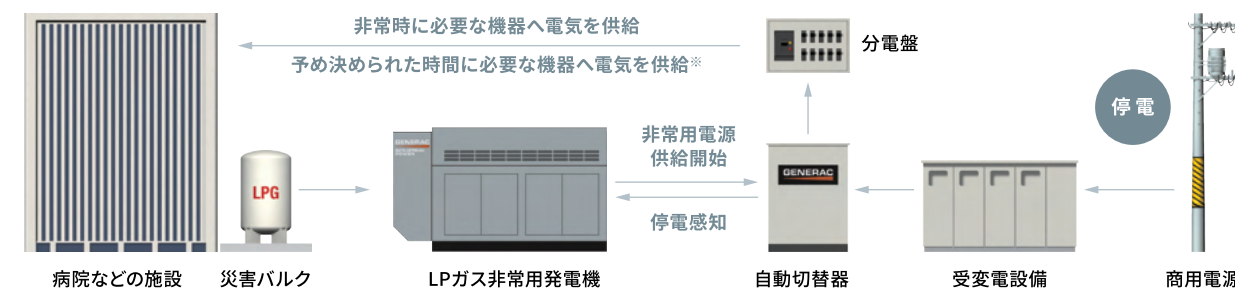 非常時に必要な機器へ電気を供給
予め決められた時間に必要な機器へ電気を供給※
分電盤
停電
非常用電源
供給開始
停電感知
GENERAC
GENERAC
LPG
病院などの施設
災害バルク
LPガス非常用発電機
自動切替器
受変電設備
商用電源